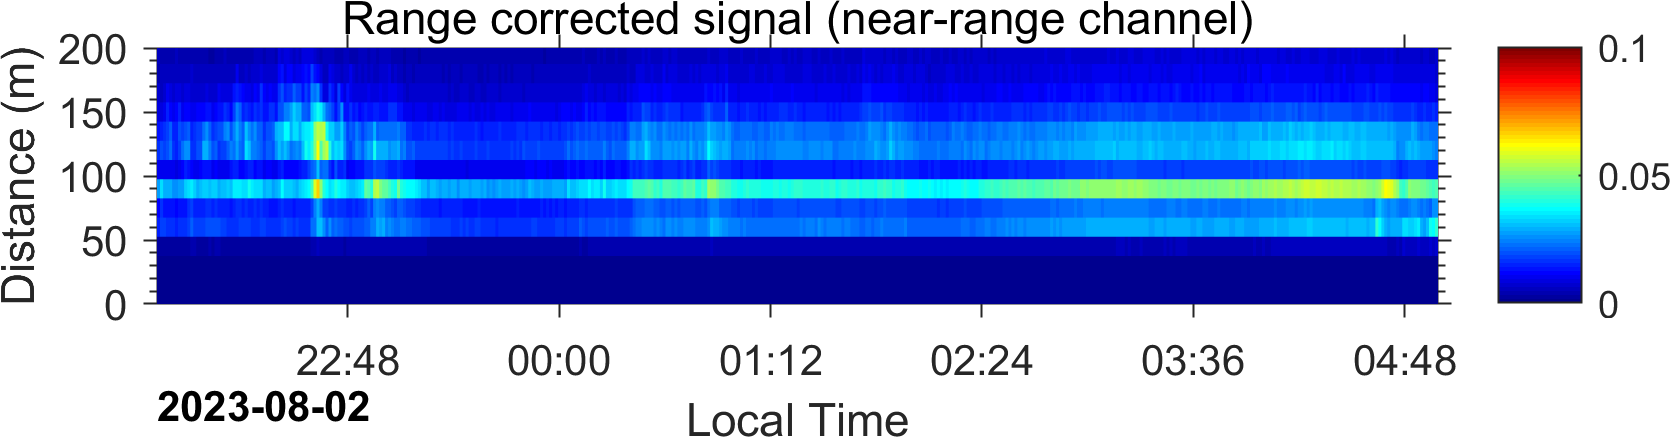 Range corrected signal (near-range channel)
Distance (m)
200
150
100
50
0
22:48 00:00 01:12 02:24 03:36 04:48
2023-08-02
Local Time
0.1
0.05
0